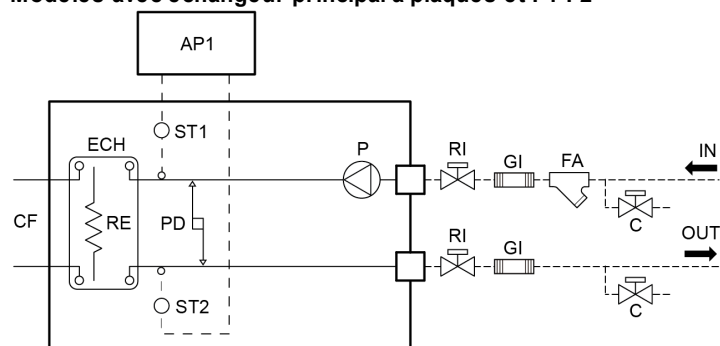 Modèles avec échangeur principal à plaques et P1-P2
AP1
ST1
ECH
P
RI
GI
FA
IN
C
CF
RE
PD
OUT
RI
GI
C
ST2